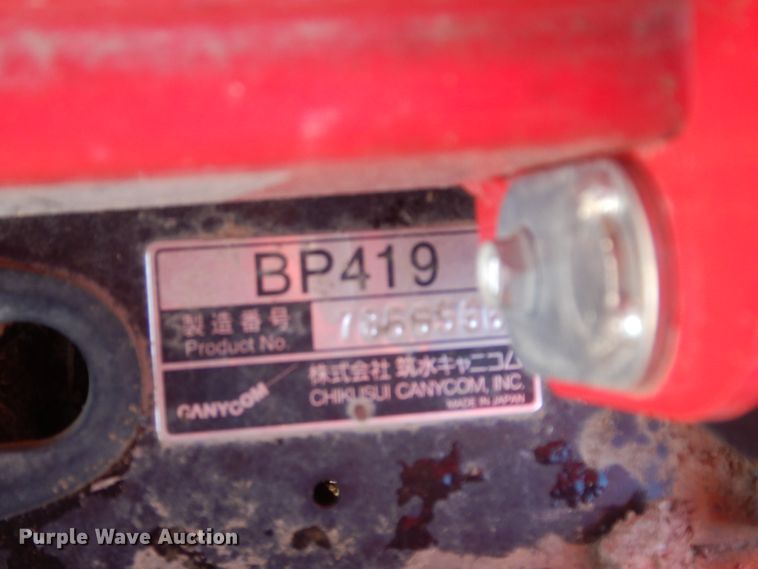 BP419
製造番号
Product No.
株式会社 筑水キャニコム
CANYCOM
CHIKUSUI CANYCOM, INC.
MADE IN JAPAN
Purple Wave Auction